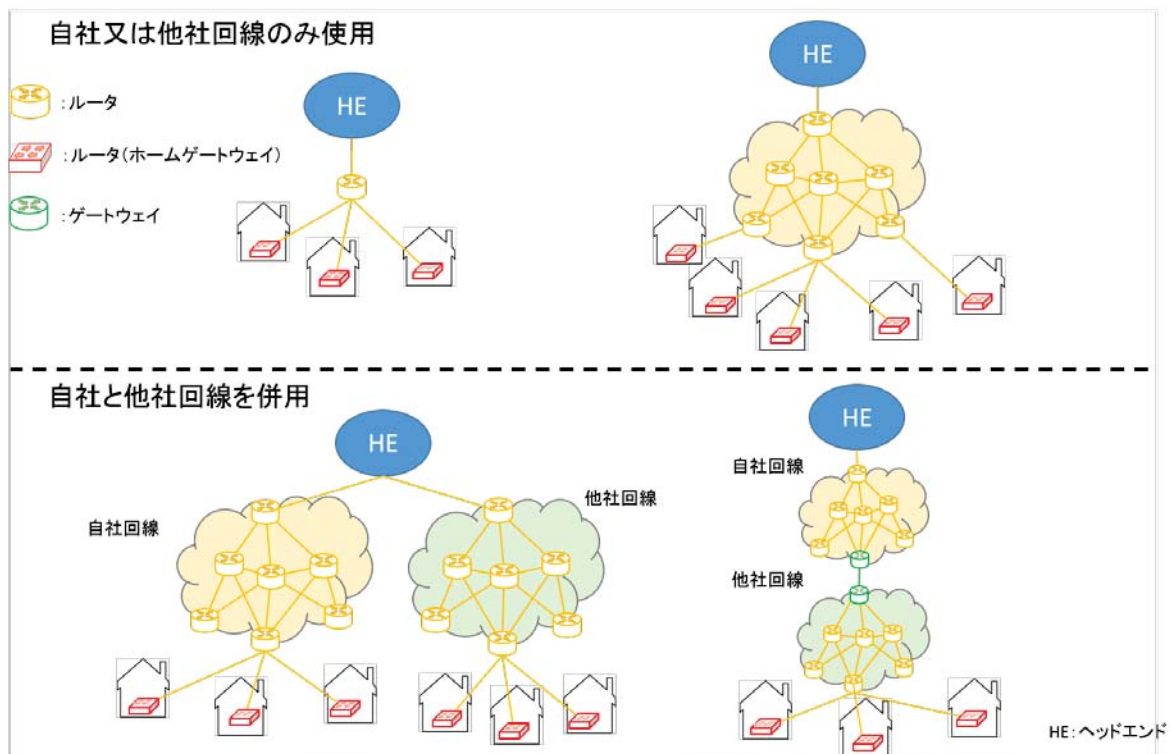 自社又は他社回線のみ使用
HE
HE
:ルータ
:ルータ(ホームゲートウェイ)
:ゲートウェイ
自社と他社回線を併用
HE
HE
自社回線
他社回線
自社回線
他社回線
HE:ヘッドエンド